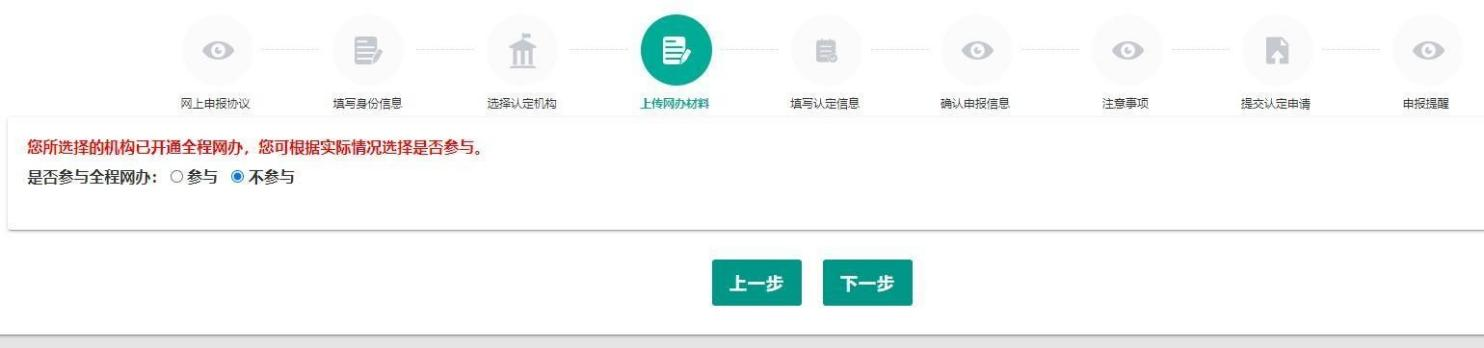 网上申报协议 填写身份信息 选择认定机构 上传网办材料 填写认定信息 确认申报信息 注意事项 提交认定申请 申报提醒
您所选择的机构已开通全程网办，您可根据实际情况选择是否参与。
是否参与全程网办： 参与 不参与
上一步 下一步